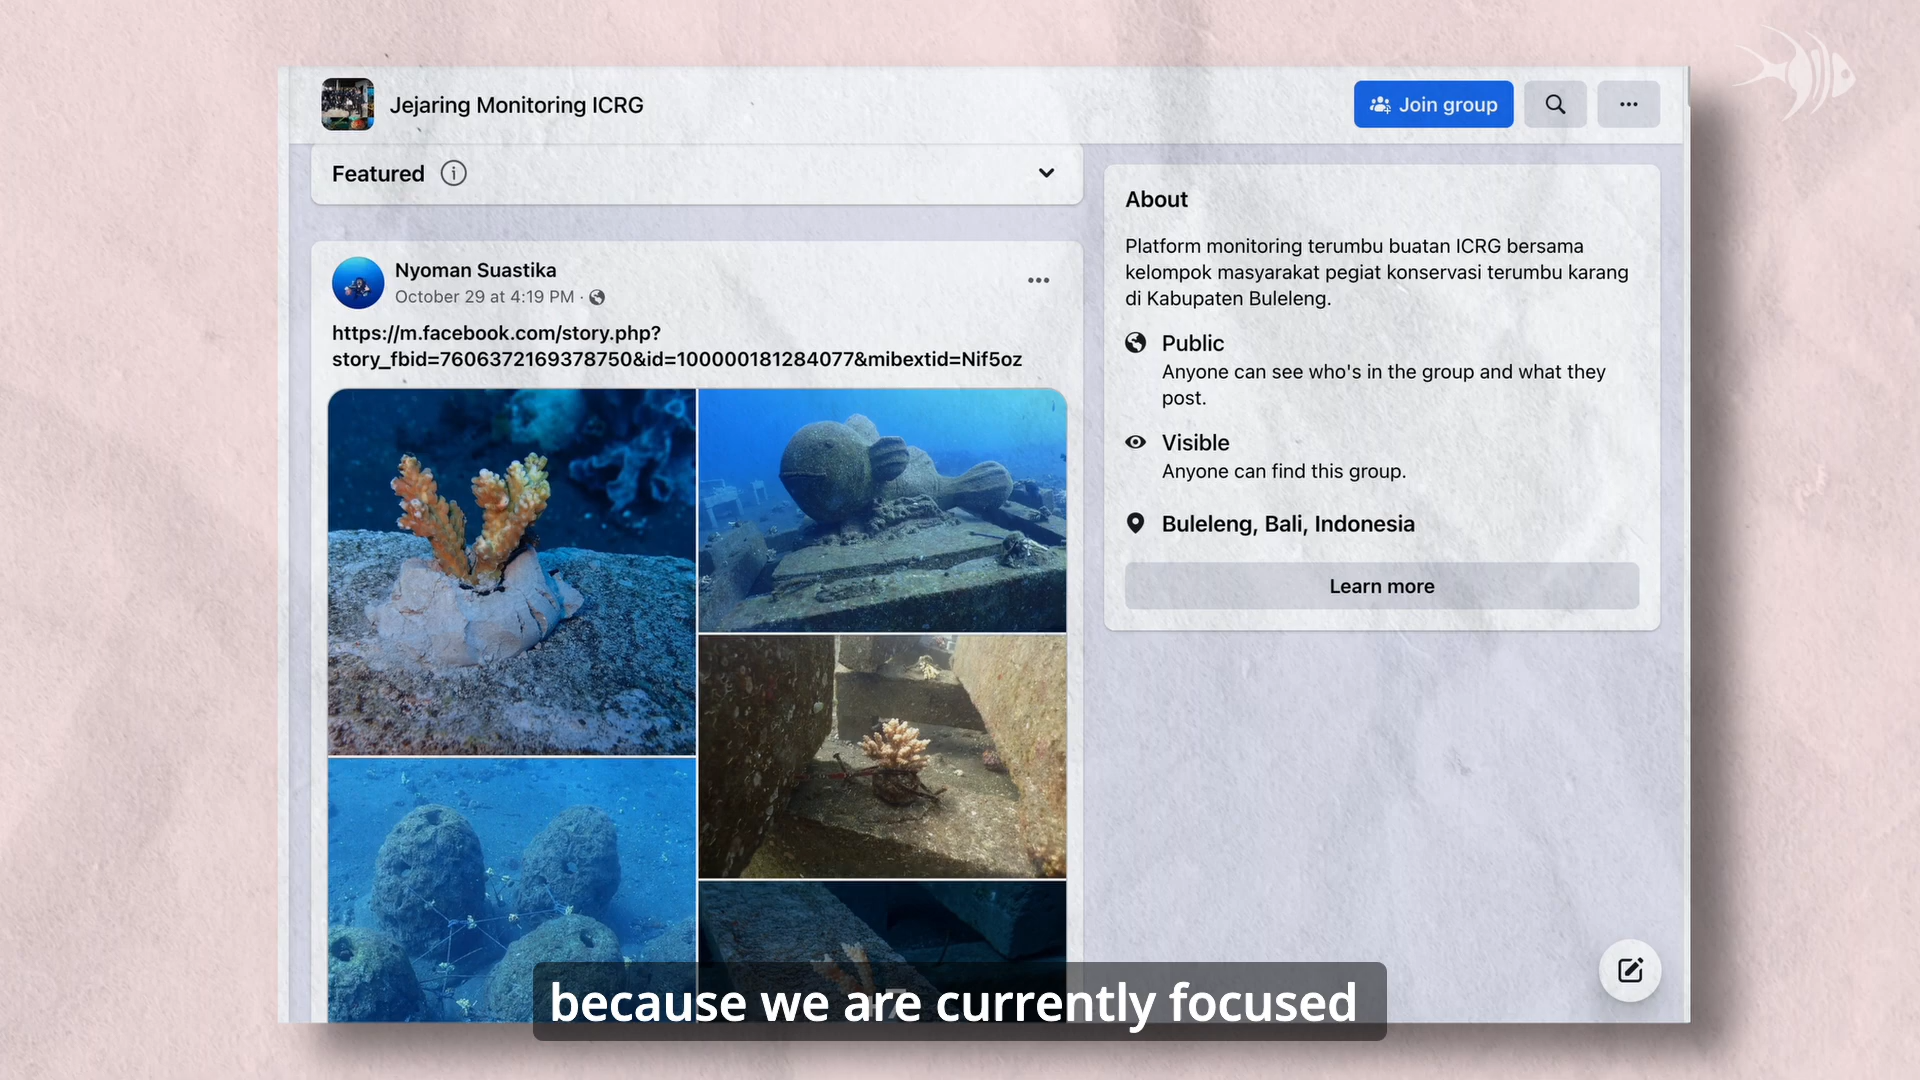 Jejaring Monitoring ICRG
Join group
Featured
Nyoman Suastika
October 29 at 4:19 PM ·
https://m.facebook.com/story.php?
story_fbid=7606372169378750&id=100000181284077&mibextid=Nif5oz
About
Platform monitoring terumbu buatan ICRG bersama
kelompok masyarakat pegiat konservasi terumbu karang
di Kabupaten Buleleng.
Public
Anyone can see who's in the group and what they
post.
Visible
Anyone can find this group.
Buleleng, Bali, Indonesia
Learn more
because we are currently focused